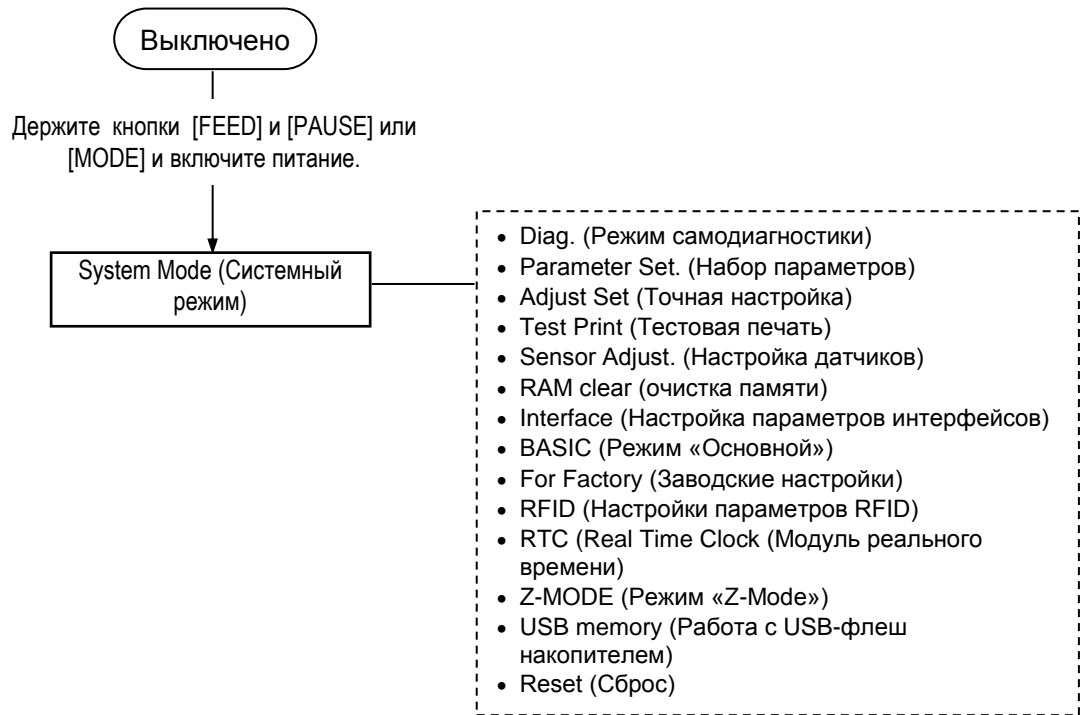 Выключено
Держите кнопки [FEED] и [PAUSE] или
[MODE] и включите питание.
System Mode (Системный
режим)
• Diag. (Режим самодиагностики)
• Parameter Set. (Набор параметров)
• Adjust Set (Точная настройка)
• Test Print (Тестовая печать)
• Sensor Adjust. (Настройка датчиков)
• RAM clear (очистка памяти)
• Interface (Настройка параметров интерфейсов)
• BASIC (Режим «Основной»)
• For Factory (Заводские настройки)
• RFID (Настройки параметров RFID)
• RTC (Real Time Clock (Модуль реального
времени)
• Z-MODE (Режим «Z-Mode»)
• USB memory (Работа с USB-флеш
накопителем)
• Reset (Сброс)